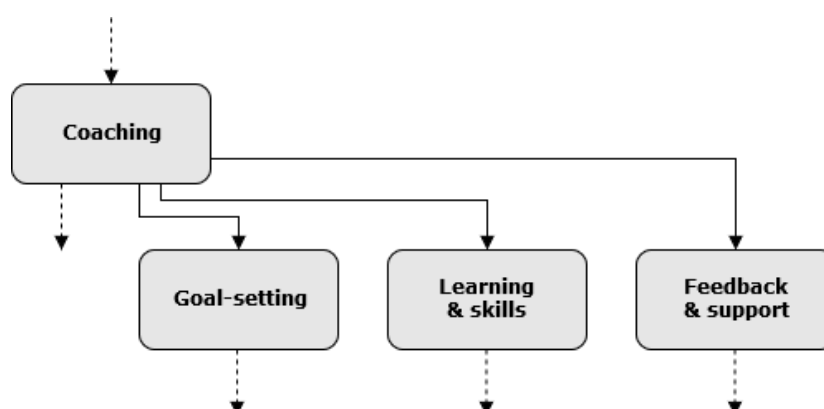 Coaching
Goal-setting
Learning
& skills
Feedback
& support